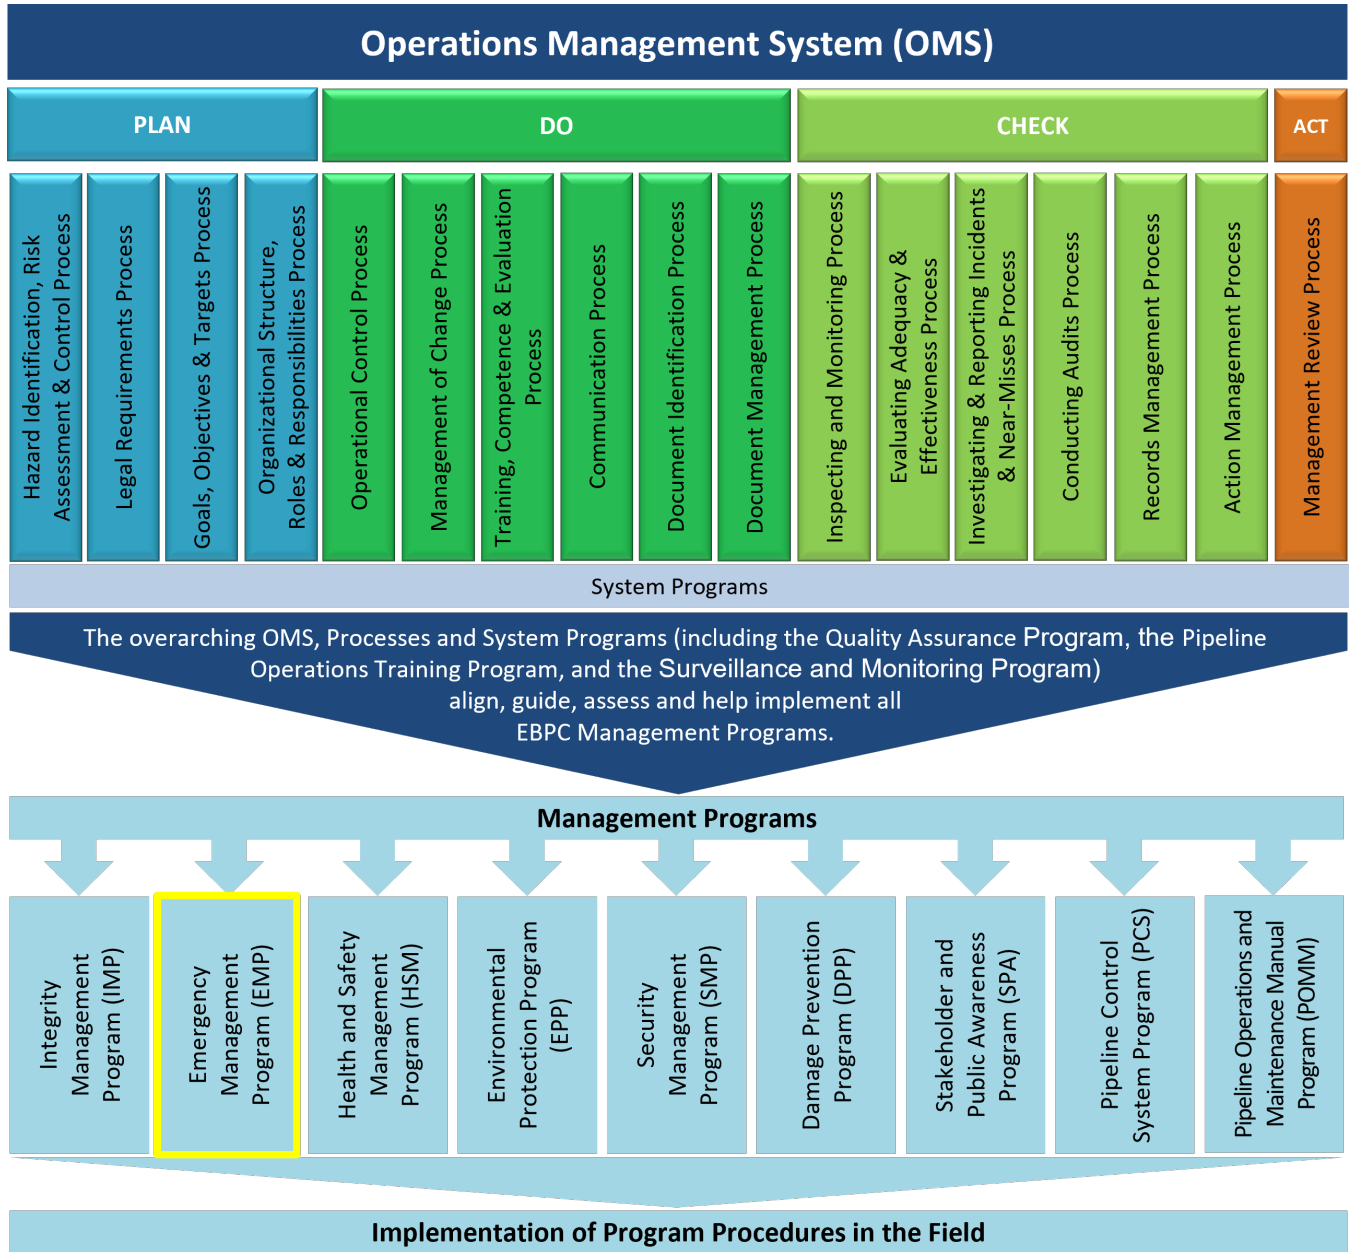 Operations Management System (OMS)
PLAN
DO
CHECK
ACT
Hazard Identification, Risk
Assessment & Control Process
Legal Requirements Process
Goals, Objectives & Targets Process
Organizational Structure,
Roles & Responsibilities Process
Operational Control Process
Management of Change Process
Training, Competence & Evaluation
Process
Communication Process
Document Identification Process
Document Management Process
Inspecting and Monitoring Process
Evaluating Adequacy &
Effectiveness Process
Investigating & Reporting Incidents
& Near-Misses Process
Conducting Audits Process
Records Management Process
Action Management Process
Management Review Process
System Programs
The overarching OMS, Processes and System Programs (including the Quality Assurance Program, the Pipeline
Operations Training Program, and the Surveillance and Monitoring Program)
align, guide, assess and help implement all
EBPC Management Programs.
Management Programs
Integrity
Management
Program (IMP)
Emergency
Management
Program (EMP)
Health and Safety
Management
Program (HSM)
Environmental
Protection Program
(EPP)
Security
Management
Program (SMP)
Damage Prevention
Program (DPP)
Stakeholder and
Public Awareness
Program (SPA)
Pipeline Control
System Program (PCS)
Pipeline Operations and
Maintenance Manual
Program (POMM)
Implementation of Program Procedures in the Field